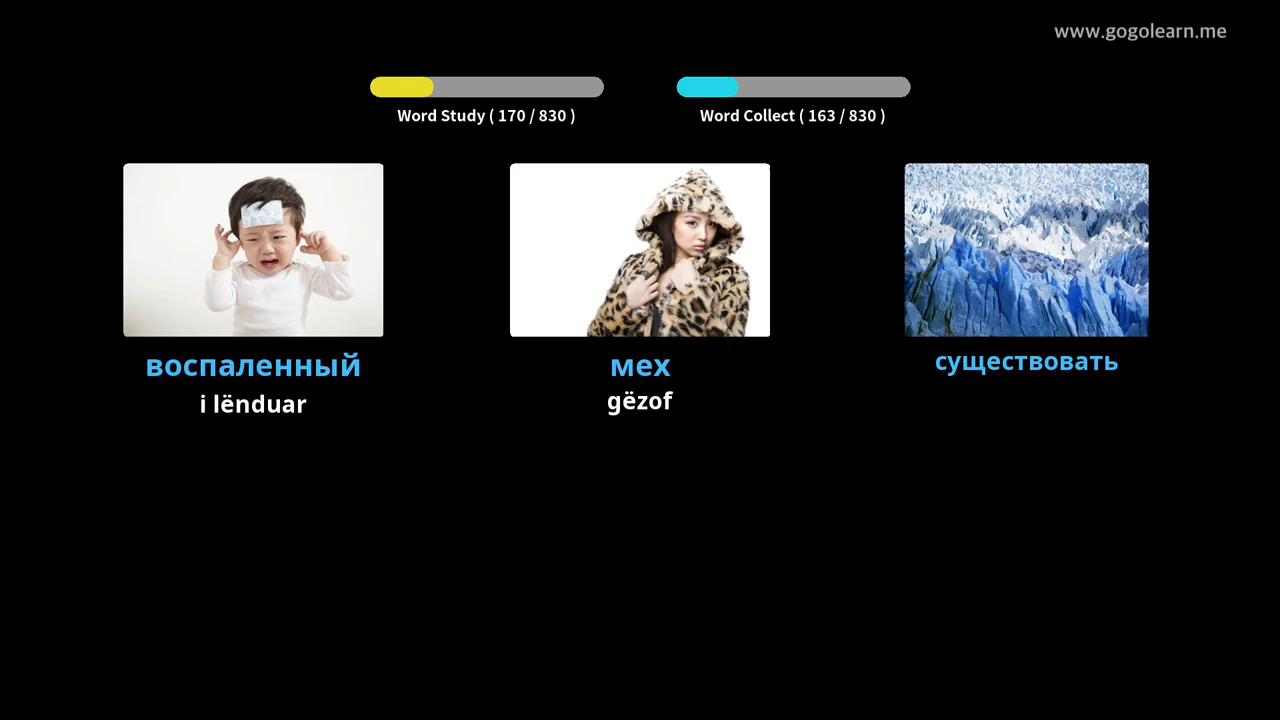 www.gogolearn.me
Word Study ( 170 / 830 )
Word Collect ( 163 / 830 )
воспаленный
i lënduar
мех
gëzof
существовать